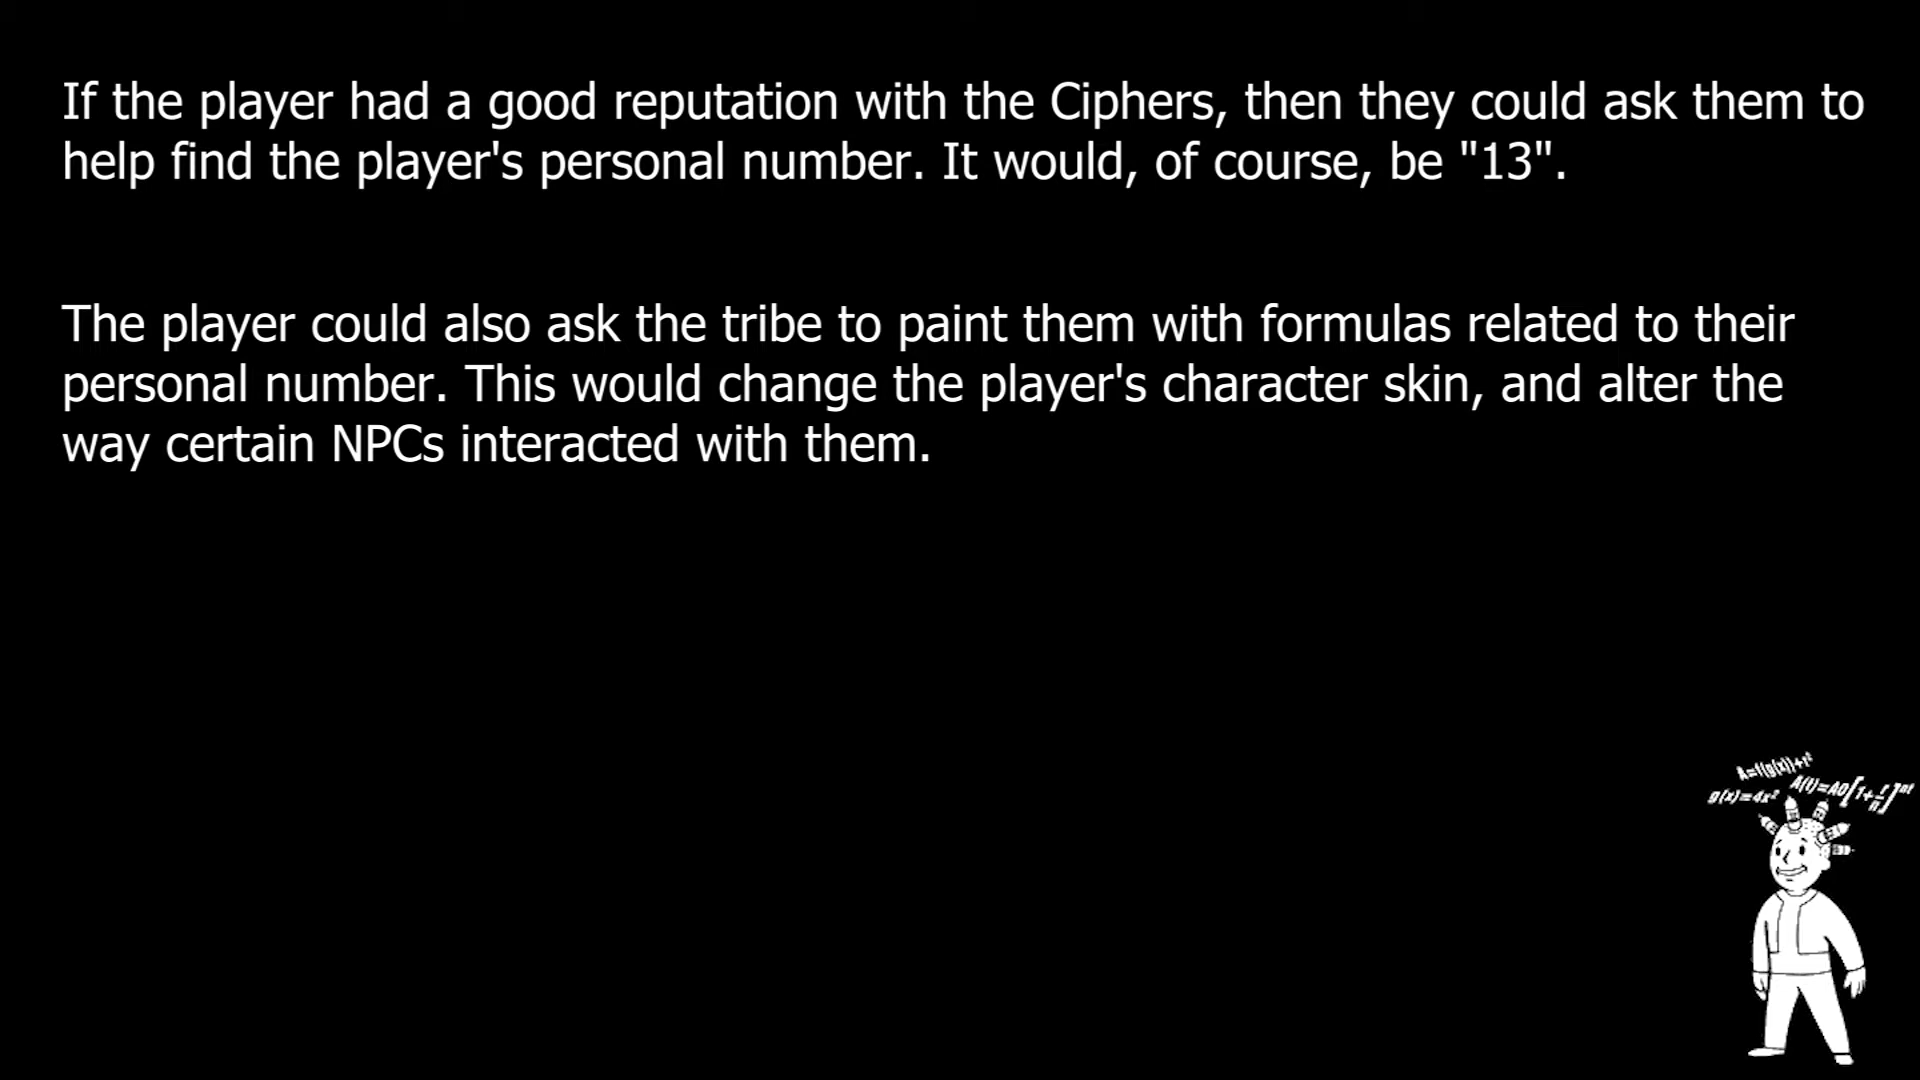 If the player had a good reputation with the Ciphers, then they could ask them to
help find the player's personal number. It would, of course, be "13".
The player could also ask the tribe to paint them with formulas related to their
personal number. This would change the player's character skin, and alter the
way certain NPCs interacted with them.
A=f(g(x))+t²
g(x)=4x²